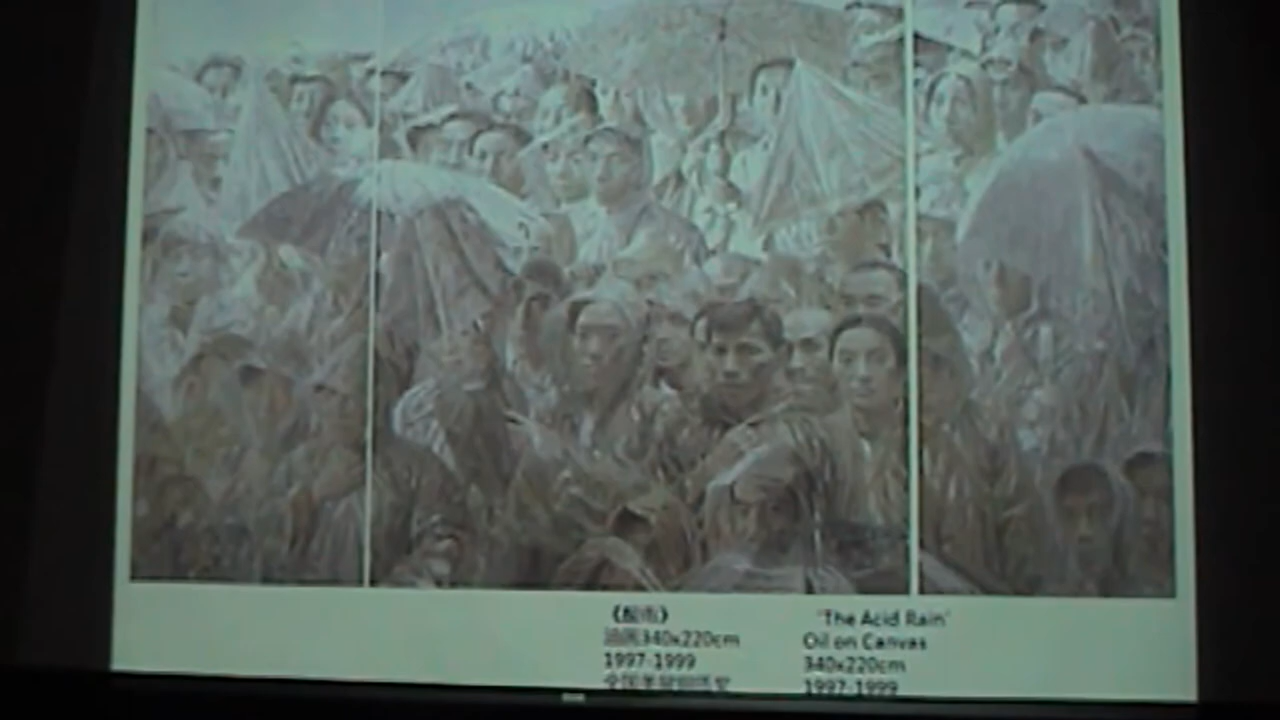 《酸雨》
油画340x220cm
1997-1999
"The Acid Rain"
Oil on Canvas
340x220cm
1997-1999